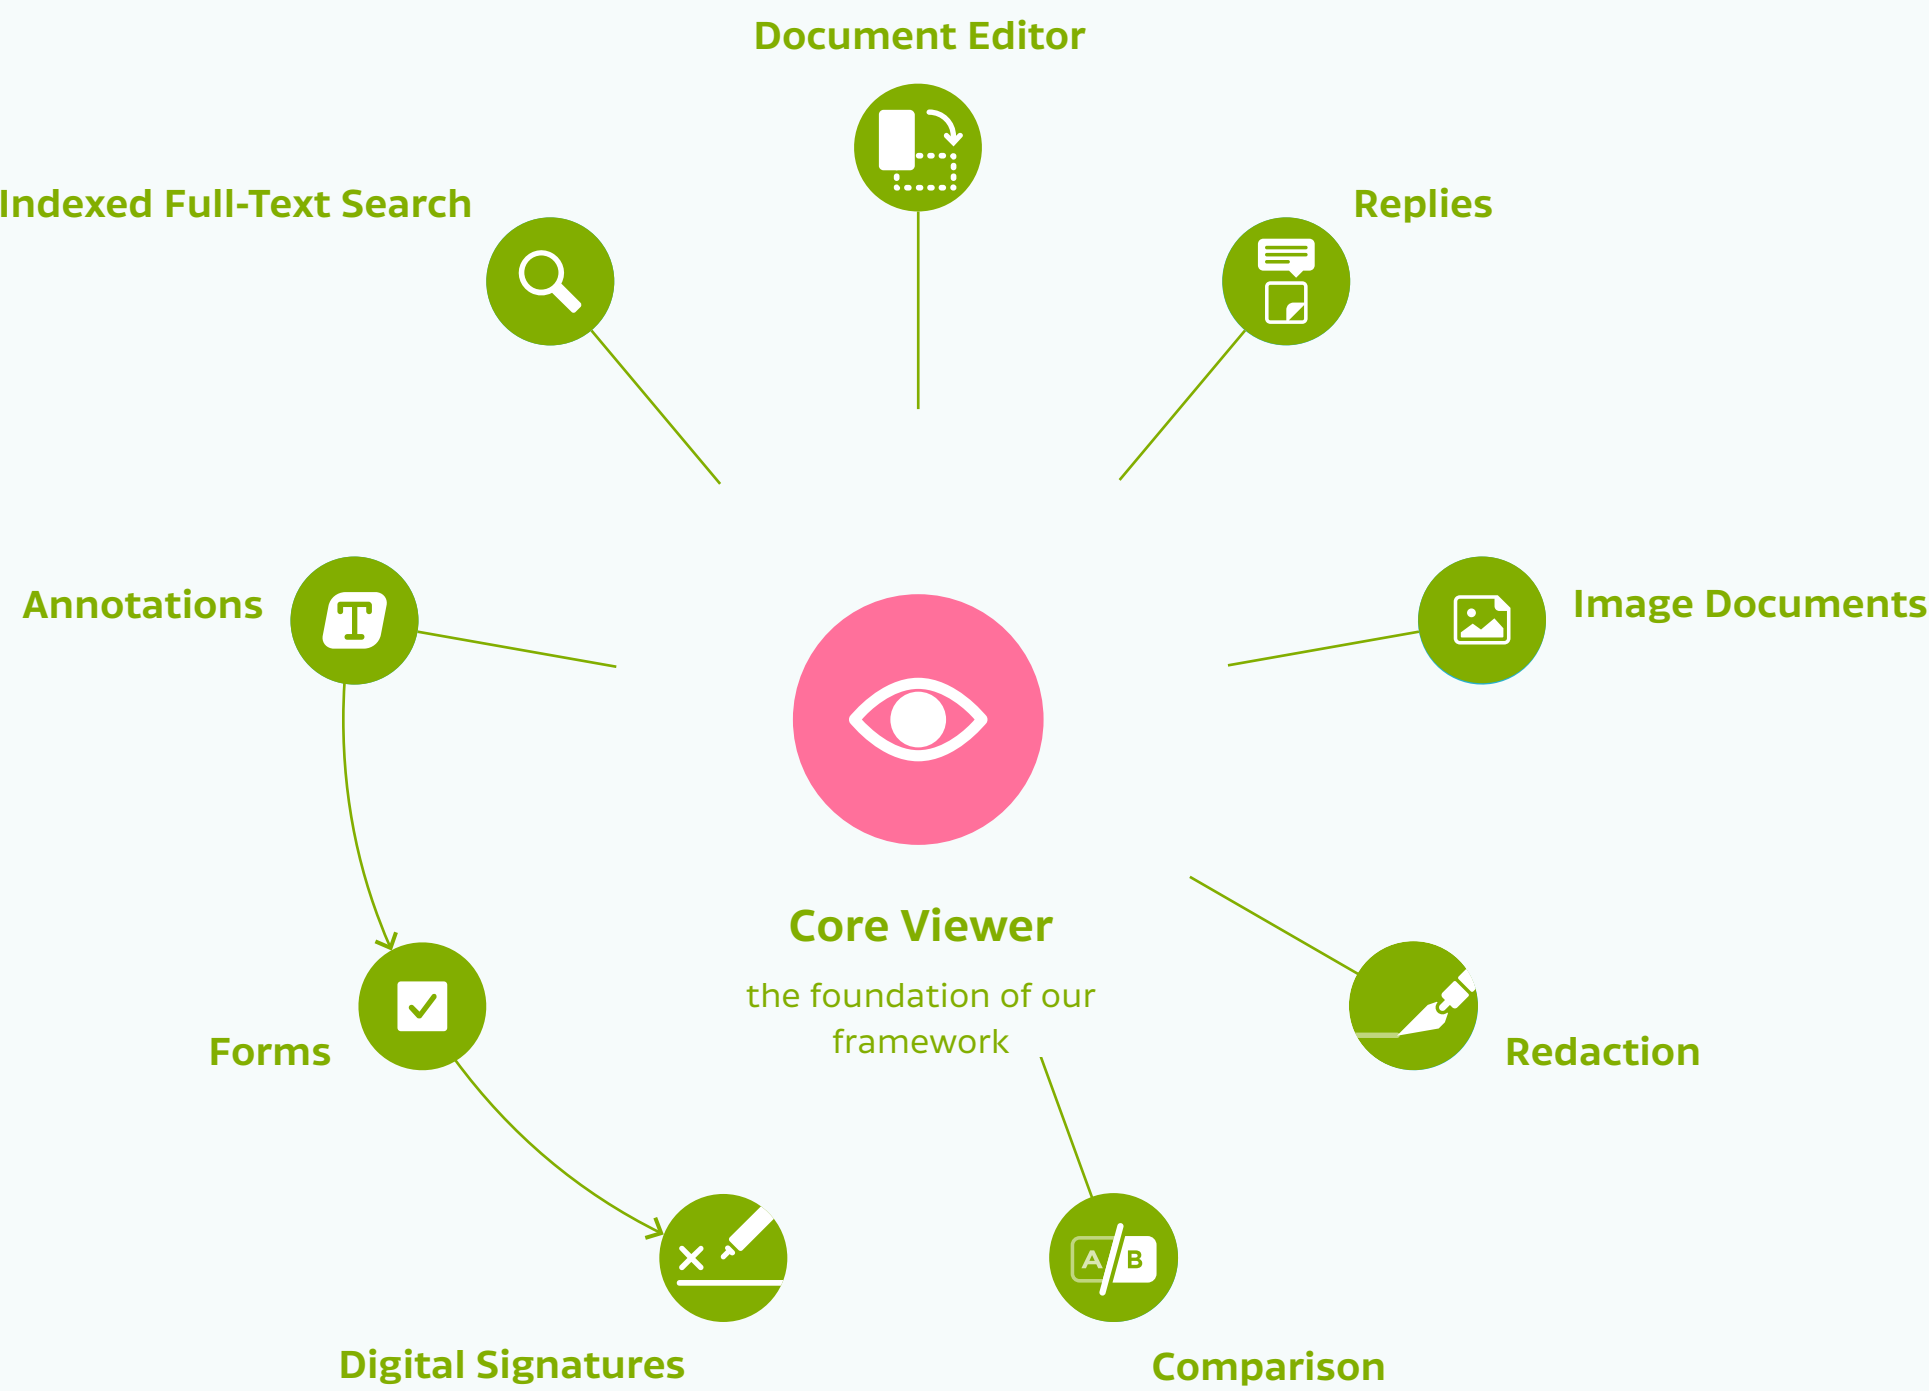 Document Editor
Indexed Full-Text Search
Replies
Annotations
Image Documents
Core Viewer
the foundation of our
framework
Forms
Redaction
A
B
Digital Signatures
Comparison